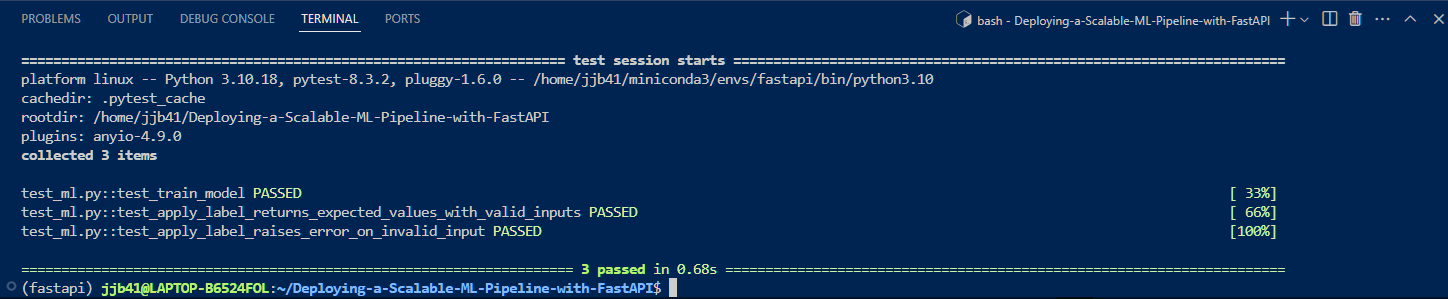 PROBLEMS OUTPUT DEBUG CONSOLE TERMINAL PORTS bash - Deploying-a-Scalable-ML-Pipeline-with-FastAPI
============================= test session starts =============================
platform linux -- Python 3.10.18, pytest-8.3.2, pluggy-1.6.0 -- /home/jjb41/miniconda3/envs/fastapi/bin/python3.10
cachedir: .pytest_cache
rootdir: /home/jjb41/Deploying-a-Scalable-ML-Pipeline-with-FastAPI
plugins: anyio-4.9.0
collected 3 items
test_ml.py::test_train_model PASSED [ 33%]
test_ml.py::test_apply_label_returns_expected_values_with_valid_inputs PASSED [ 66%]
test_ml.py::test_apply_label_raises_error_on_invalid_input PASSED [100%]
============================= 3 passed in 0.68s =============================
(fastapi) jjb41@LAPTOP-B6524FOL:~/Deploying-a-Scalable-ML-Pipeline-with-FastAPI$